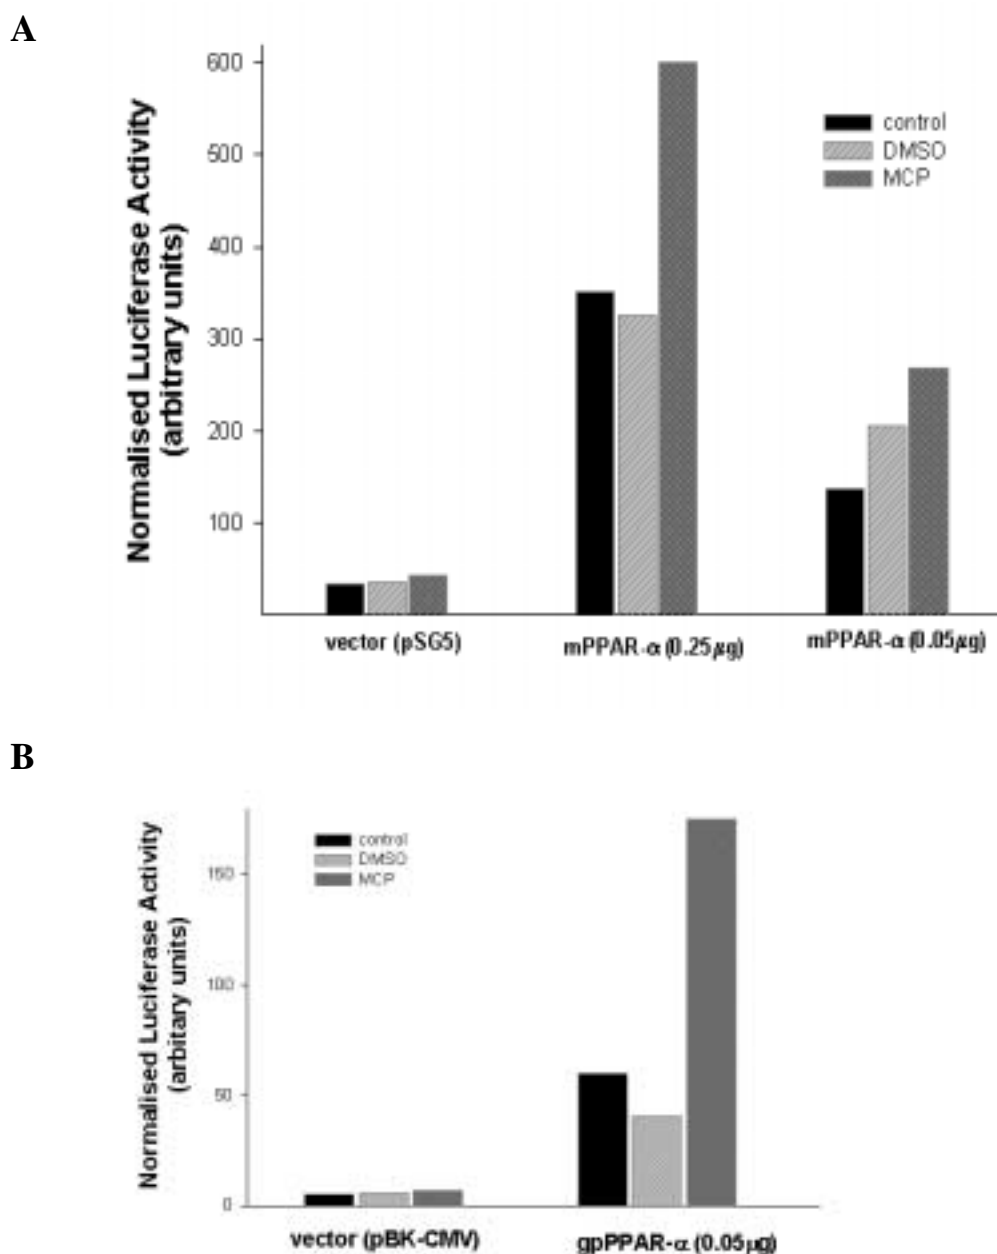 A
Normalised Luciferase Activity
(arbitrary units)
600
500
400
300
200
100
control
DMSO
MCP
vector (pSG5)
mPPAR-α (0.25μg)
mPPAR-α (0.05μg)
B
Normalised Luciferase Activity
(arbitary units)
150
100
50
0
control
DMSO
MCP
vector (pBK-CMV)
gpPPAR-α (0.05μg)